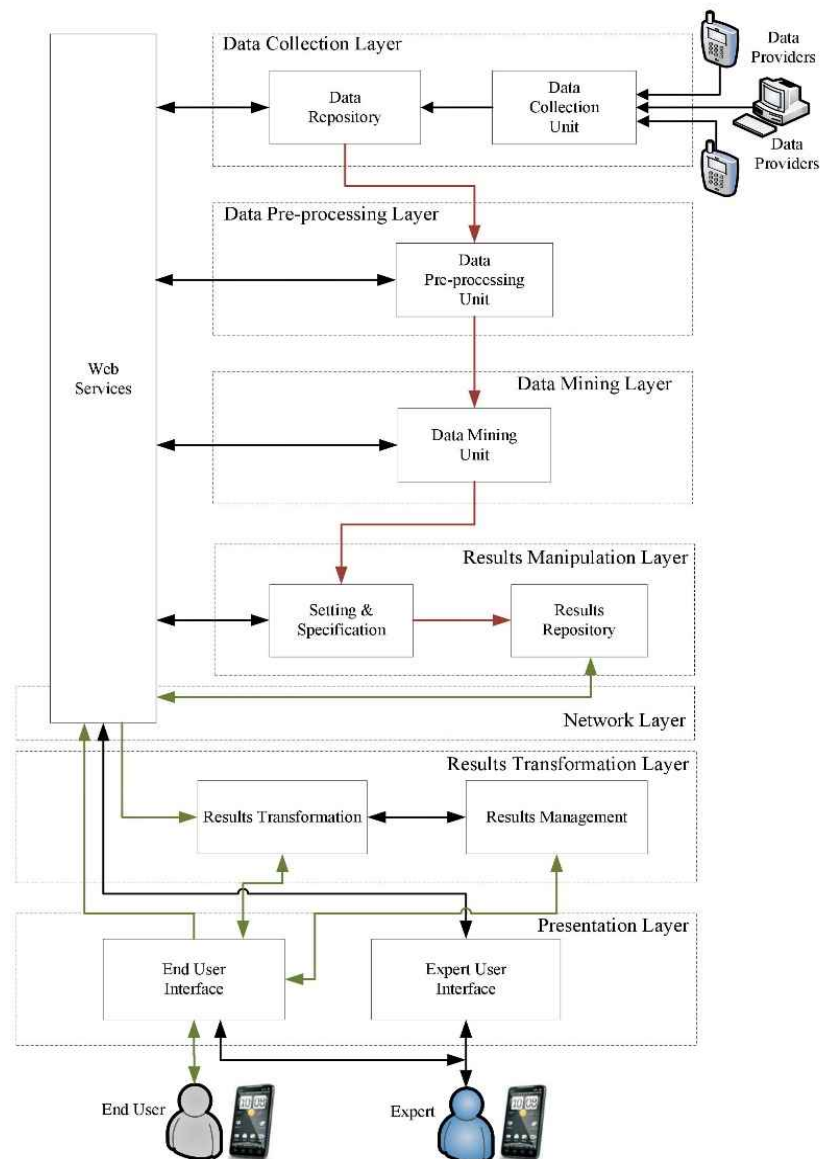 Data Collection Layer
Data
Providers
Data
Repository
Data
Collection
Unit
Data
Providers
Data Pre-processing Layer
Data
Pre-processing
Unit
Web
Services
Data Mining Layer
Data Mining
Unit
Results Manipulation Layer
Setting &
Specification
Results
Repository
Network Layer
Results Transformation Layer
Results Transformation
Results Management
Presentation Layer
End User
Interface
Expert User
Interface
End User
Expert